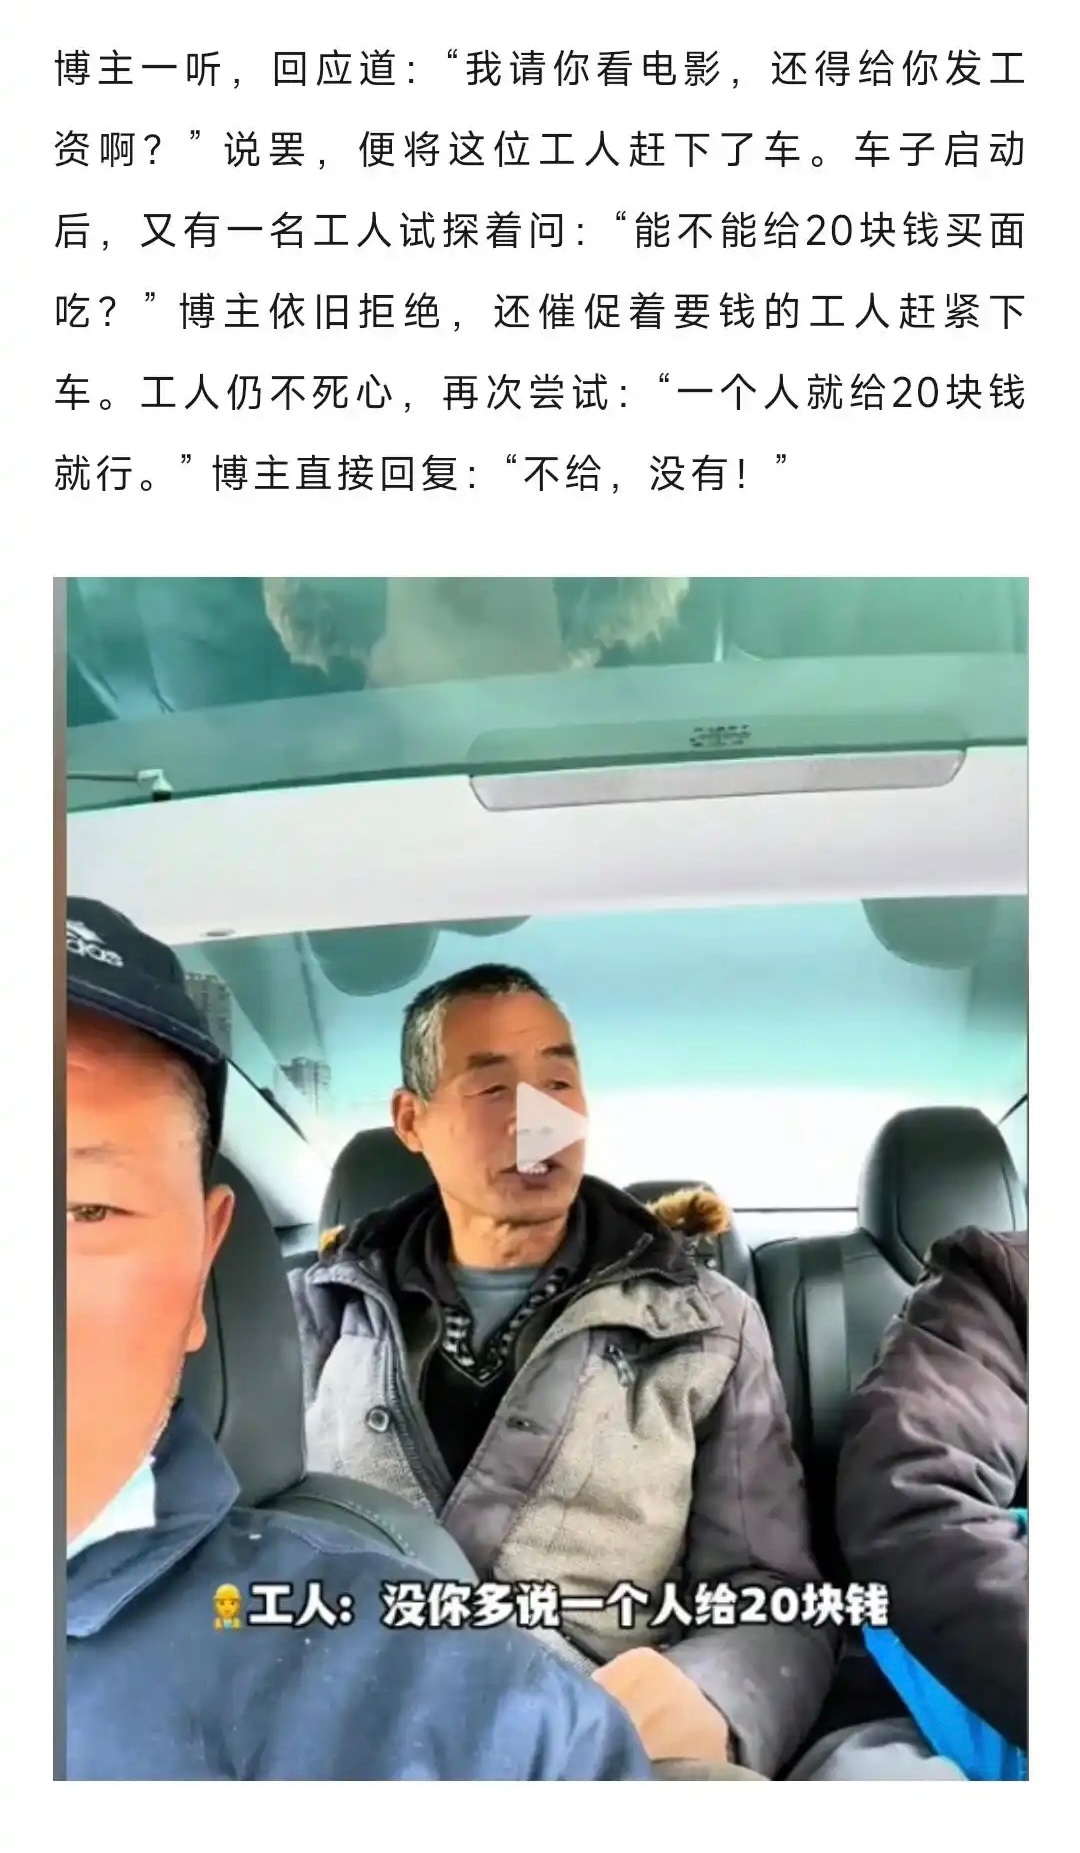 博主一听，回应道：“我请你看电影，还得给你发工
资啊？”说罢，便将这位工人赶下了车。车子启动
后，又有一名工人试探着问：“能不能给20块钱买面
吃？”博主依旧拒绝，还催促着要钱的工人赶紧下
车。工人仍不死心，再次尝试：“一个人就给20块钱
就行。”博主直接回复：“不给，没有！”
工人：没你多说一个人给20块钱